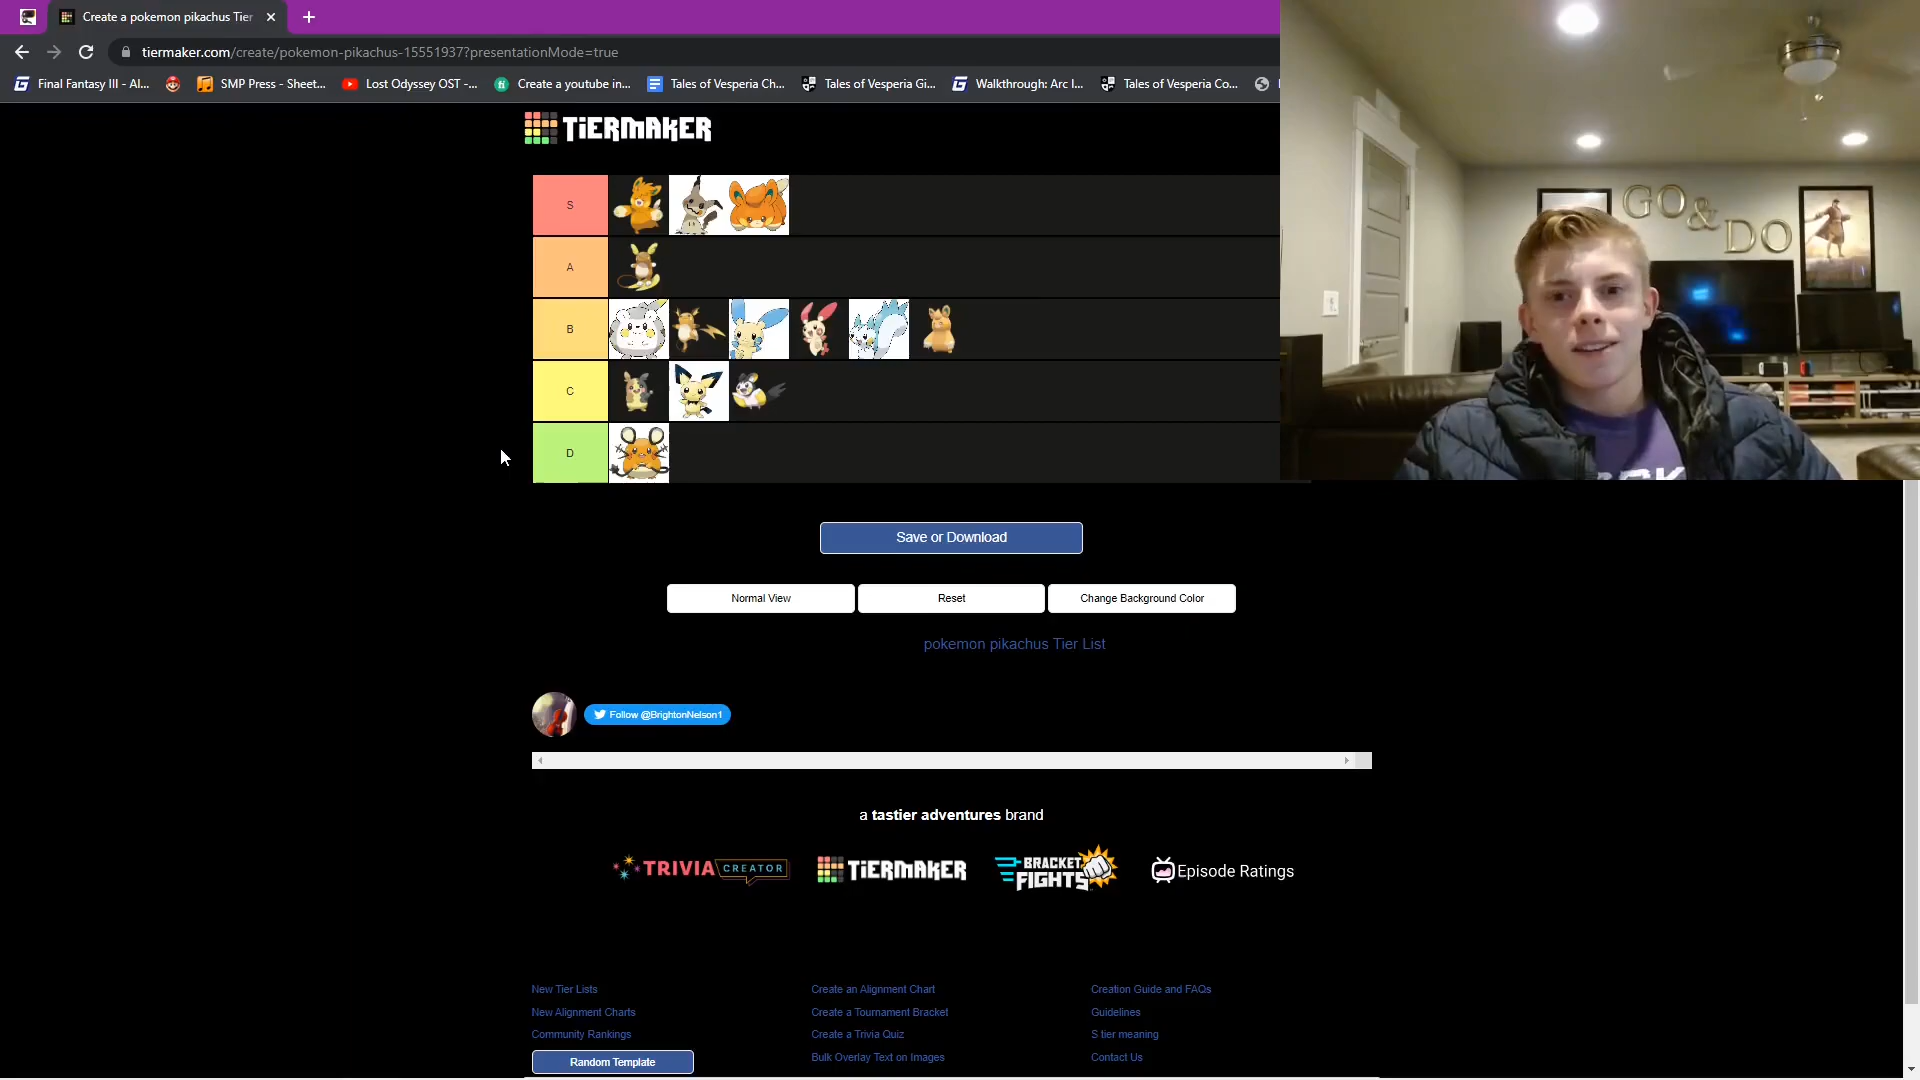 Create a pokemon pikachus Tier
tiermaker.com/create/pokemon-pikachus-15551937?presentationMode=true
Final Fantasy III - Al...
SMP Press - Sheet...
Lost Odyssey OST -...
Create a youtube in...
Tales of Vesperia Ch...
Tales of Vesperia Gi...
Walkthrough: Arc I...
Tales of Vesperia Co...
TiERMAKER
GO & DO
S
A
B
C
D
Save or Download
Normal View
Reset
Change Background Color
pokemon pikachus Tier List
Follow @BrightonNelson1
a tastier adventures brand
TRIVIA CREATOR
TiERMAKER
BRACKET FIGHTS
Episode Ratings
New Tier Lists
Create an Alignment Chart
Creation Guide and FAQs
New Alignment Charts
Create a Tournament Bracket
Guidelines
Community Rankings
Create a Trivia Quiz
S tier meaning
Random Template
Bulk Overlay Text on Images
Contact Us